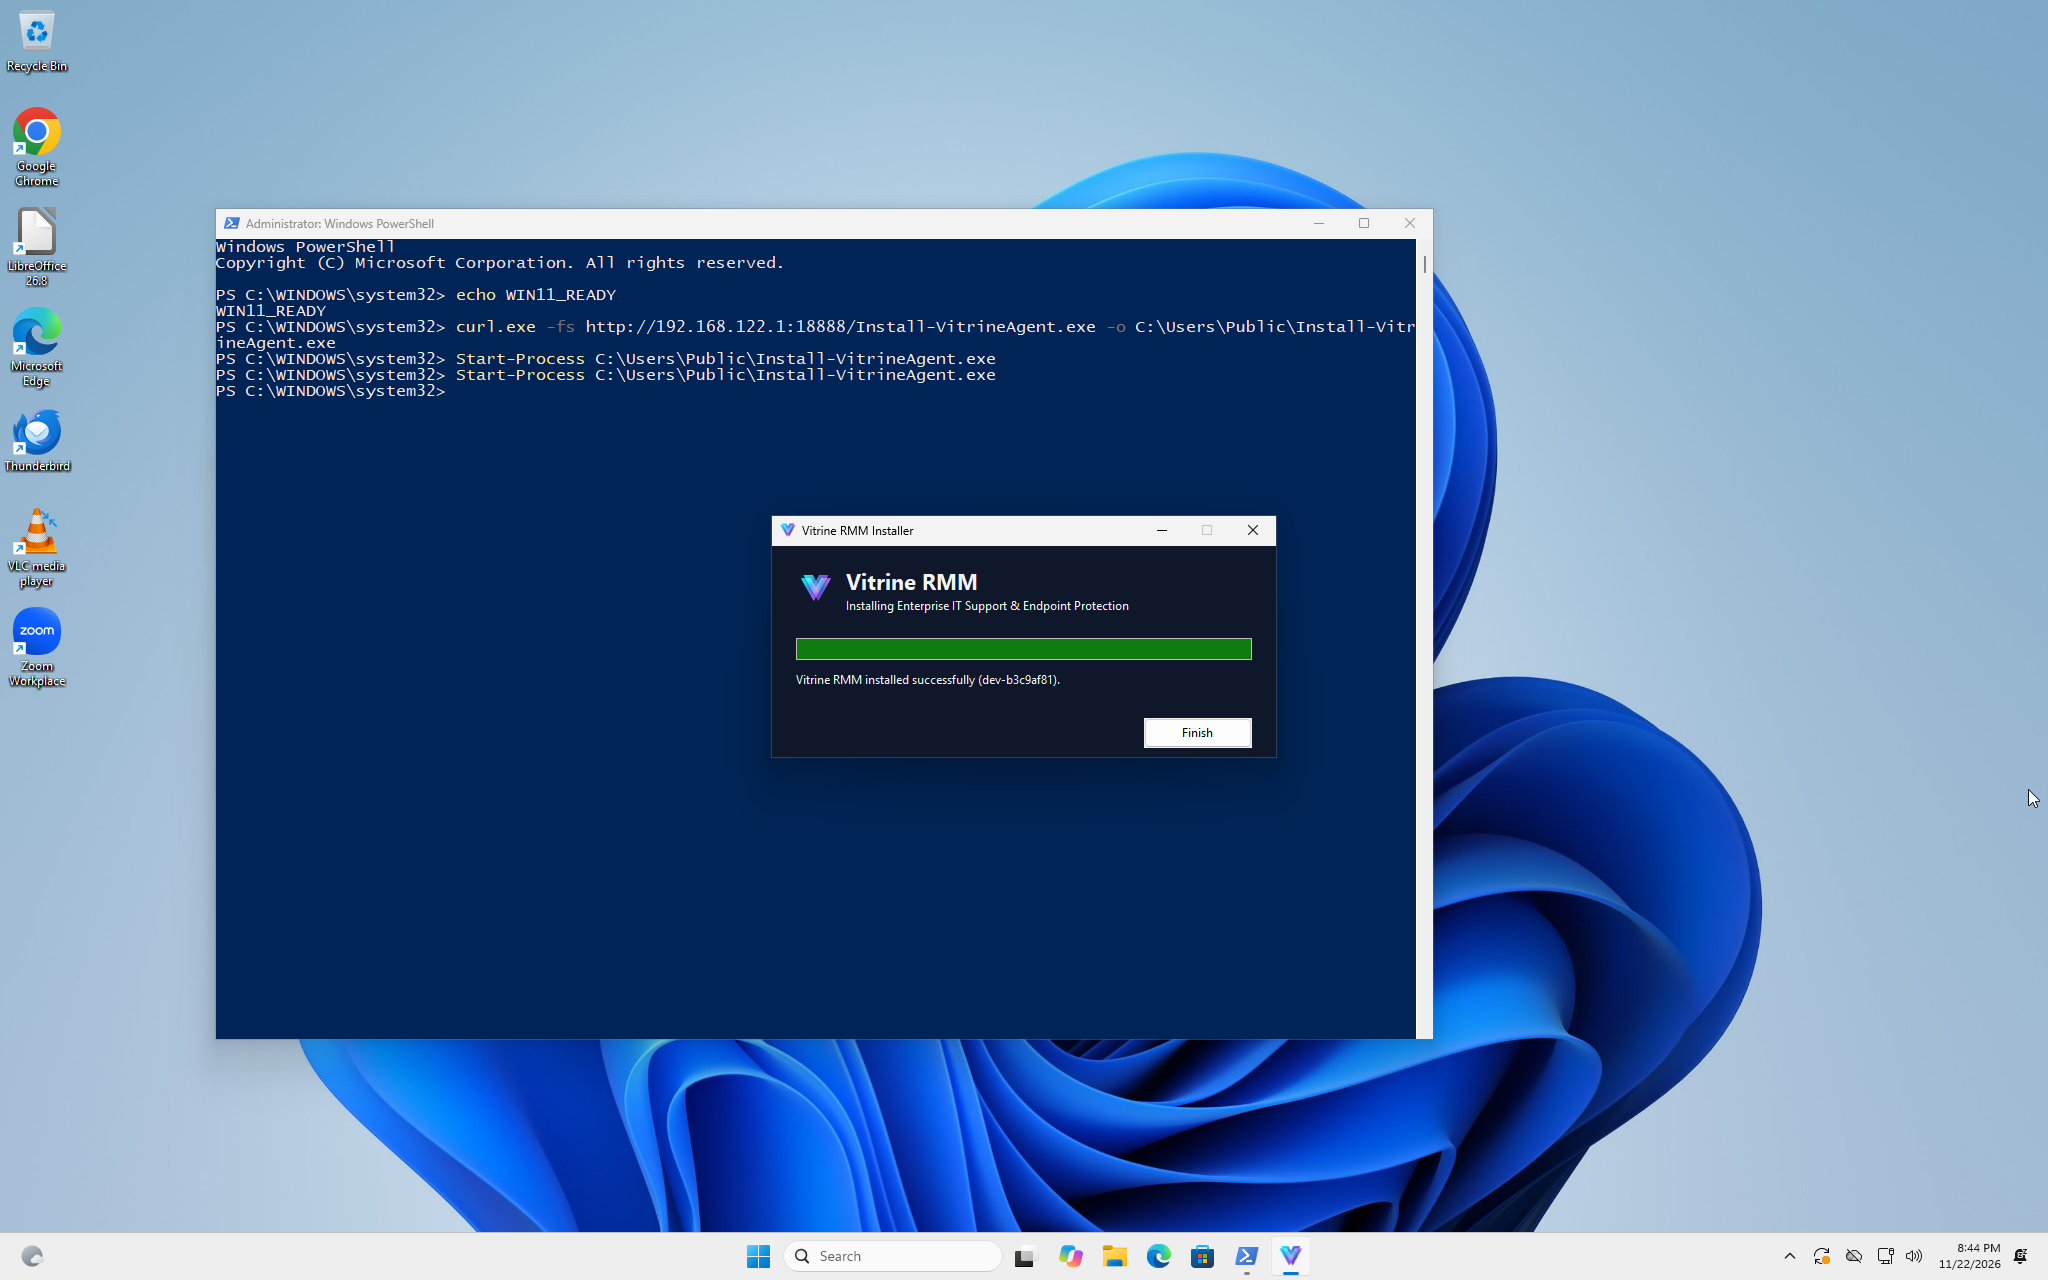 Recycle Bin
Google
Chrome
LibreOffice
26.8
Microsoft
Edge
Thunderbird
VLC media
player
zoom
Zoom
Workplace
Administrator: Windows PowerShell
Windows PowerShell
Copyright (C) Microsoft Corporation. All rights reserved.
PS C:\WINDOWS\system32> echo WIN11_READY
WIN11_READY
PS C:\WINDOWS\system32> curl.exe -fs http://192.168.122.1:18888/Install-VitrineAgent.exe -o C:\Users\Public\Install-Vitr
ineAgent.exe
PS C:\WINDOWS\system32> Start-Process C:\Users\Public\Install-VitrineAgent.exe
PS C:\WINDOWS\system32> Start-Process C:\Users\Public\Install-VitrineAgent.exe
PS C:\WINDOWS\system32>
Vitrine RMM Installer
Vitrine RMM
Installing Enterprise IT Support & Endpoint Protection
Vitrine RMM installed successfully (dev-b3c9af81).
Finish
Search
8:44 PM
11/22/2026